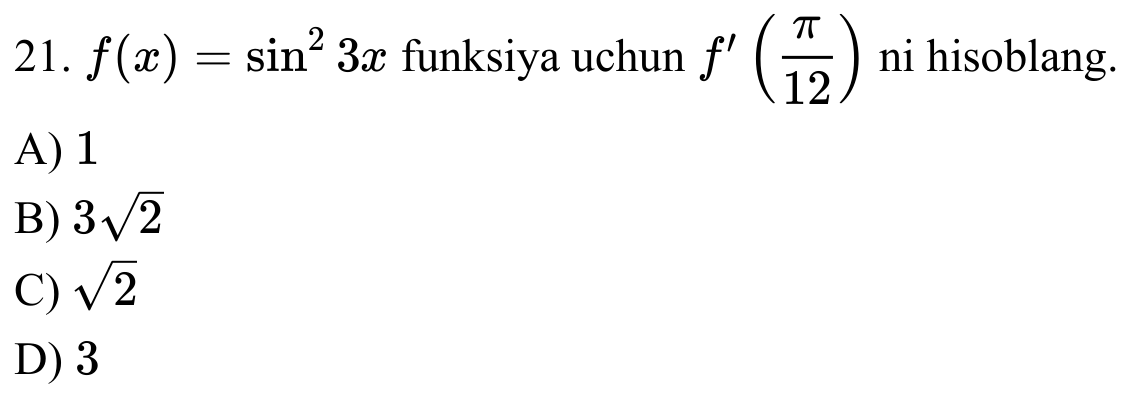 21. f(x) = sin² 3x funksiya uchun f′(π/12) ni hisoblang.
A) 1
B) 3√2
C) √2
D) 3